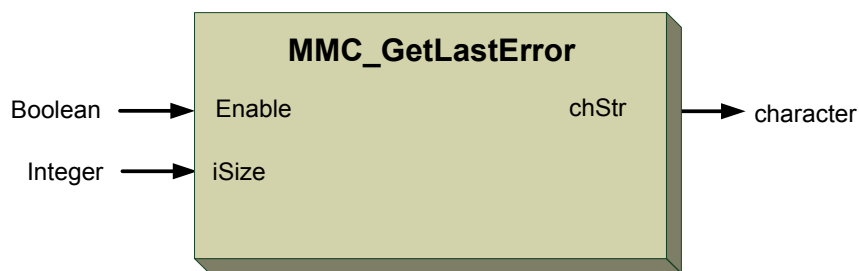 MMC_GetLastError
Boolean Enable chStr character
Integer iSize